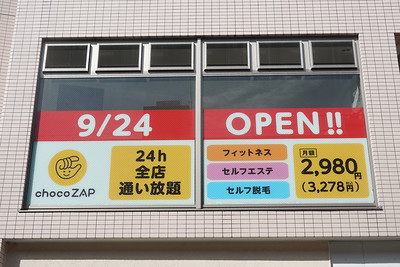 9/24
OPEN!!
chocoZAP
24h
全店
通い放題
フィットネス
セルフエステ
セルフ脱毛
月額
2,980円
(3,278円)